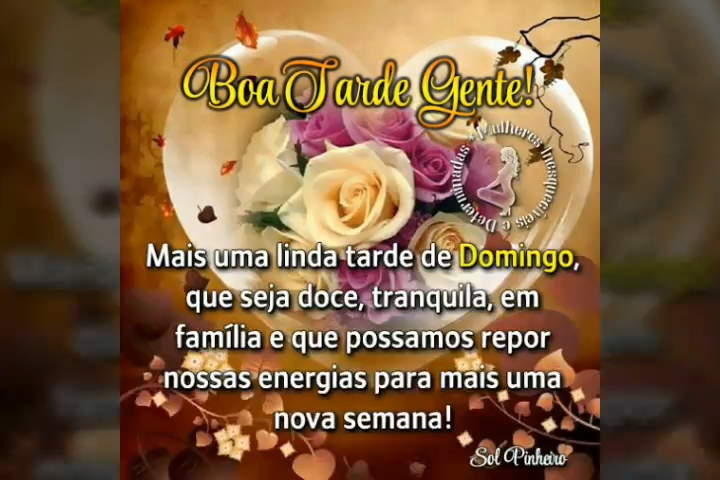 Boa Tarde Gente!
Mulheres Inesquecíveis e Determinadas *
Mais uma linda tarde de Domingo,
que seja doce, tranquila, em
família e que possamos repor
nossas energias para mais uma
nova semana!
Sol Pinheiro